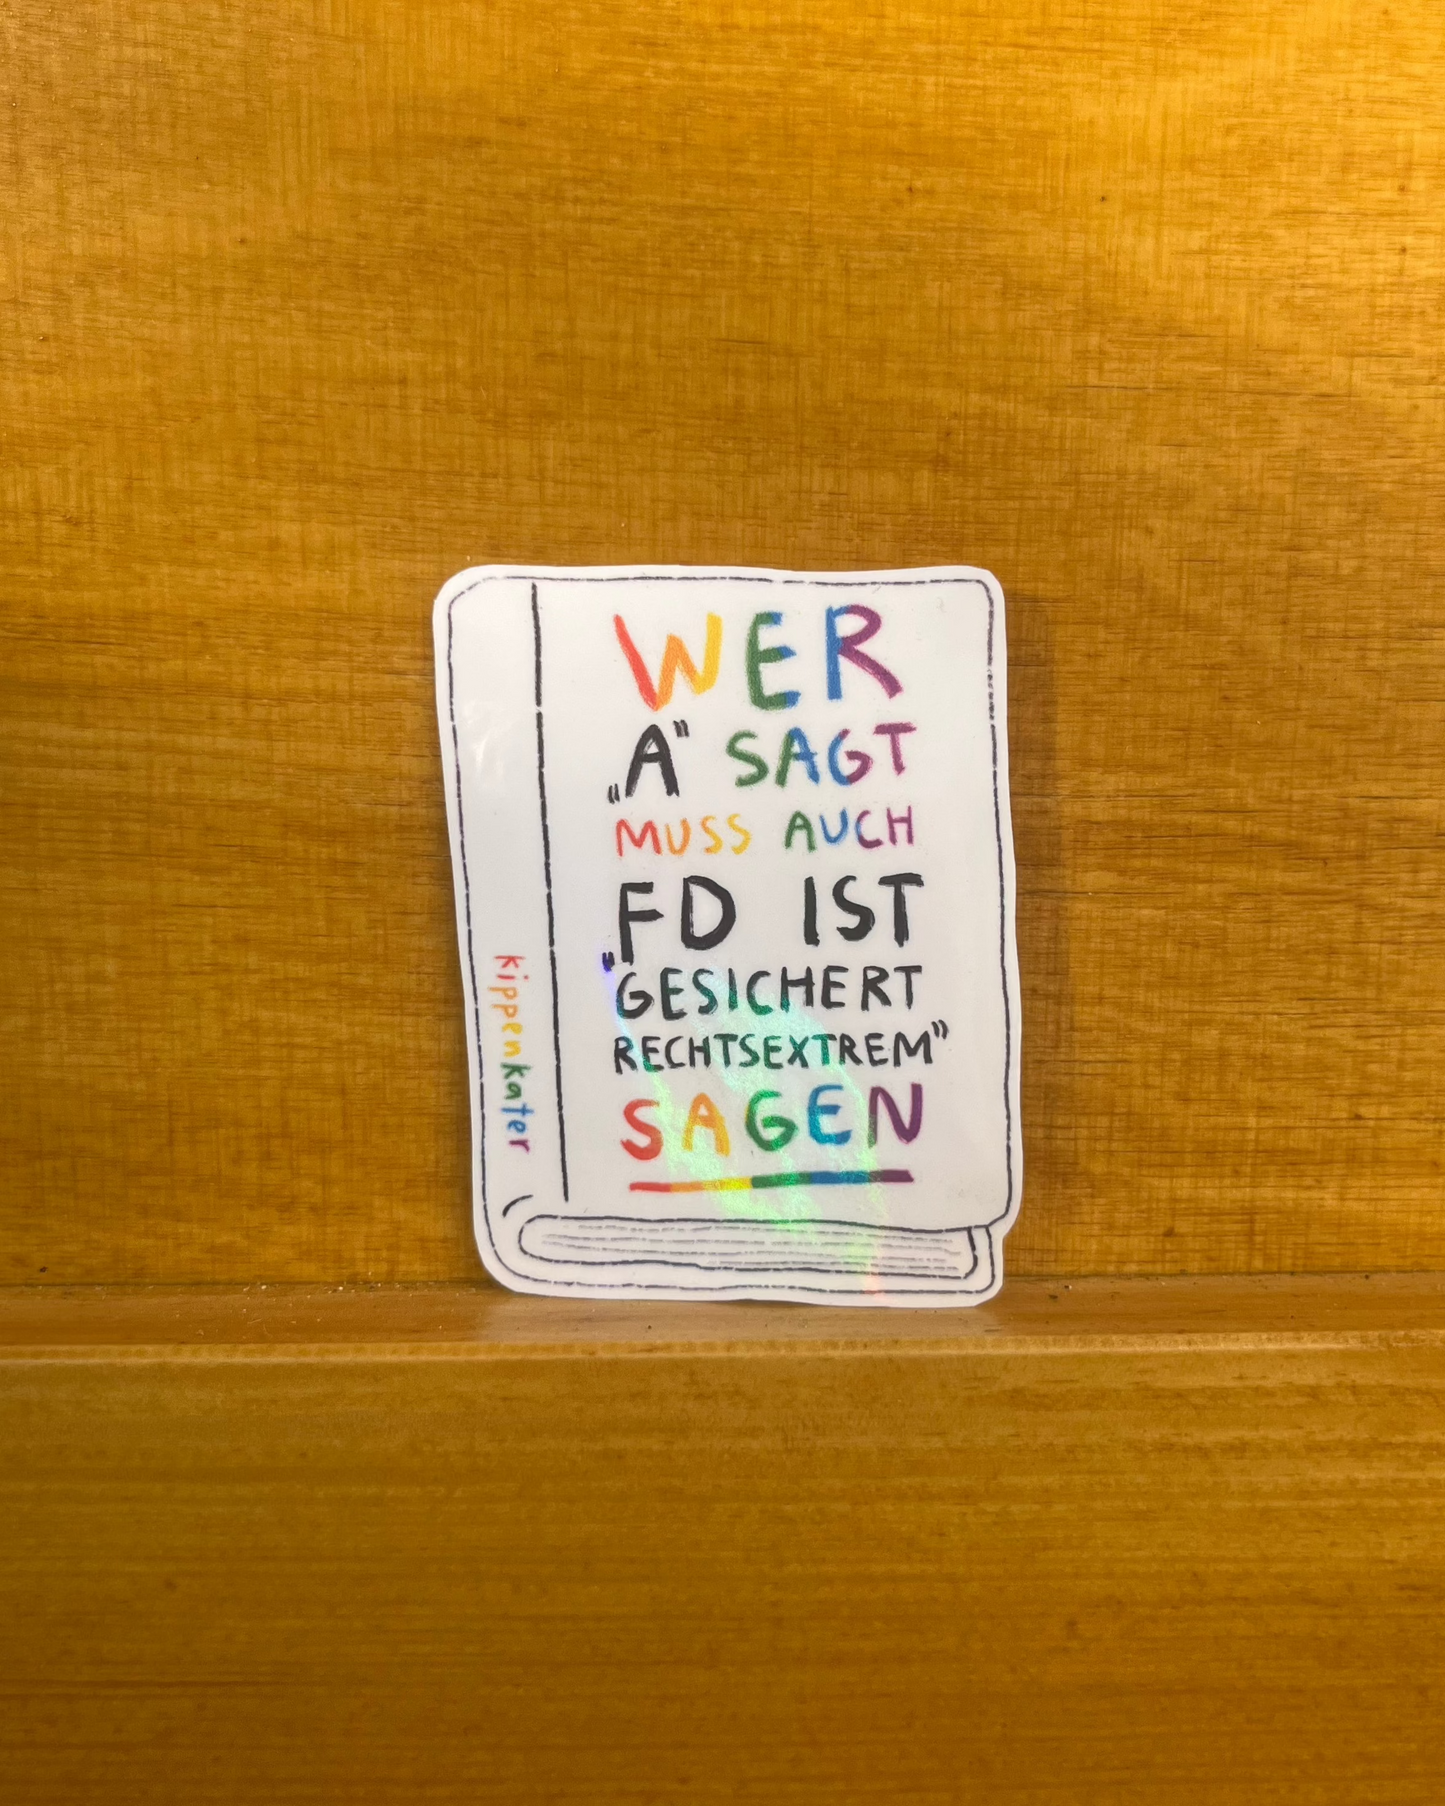 WER
„A” SAGT
MUSS AUCH
„FD IST
"GESICHERT
RECHTSEXTREM”
SAGEN
kippenkater